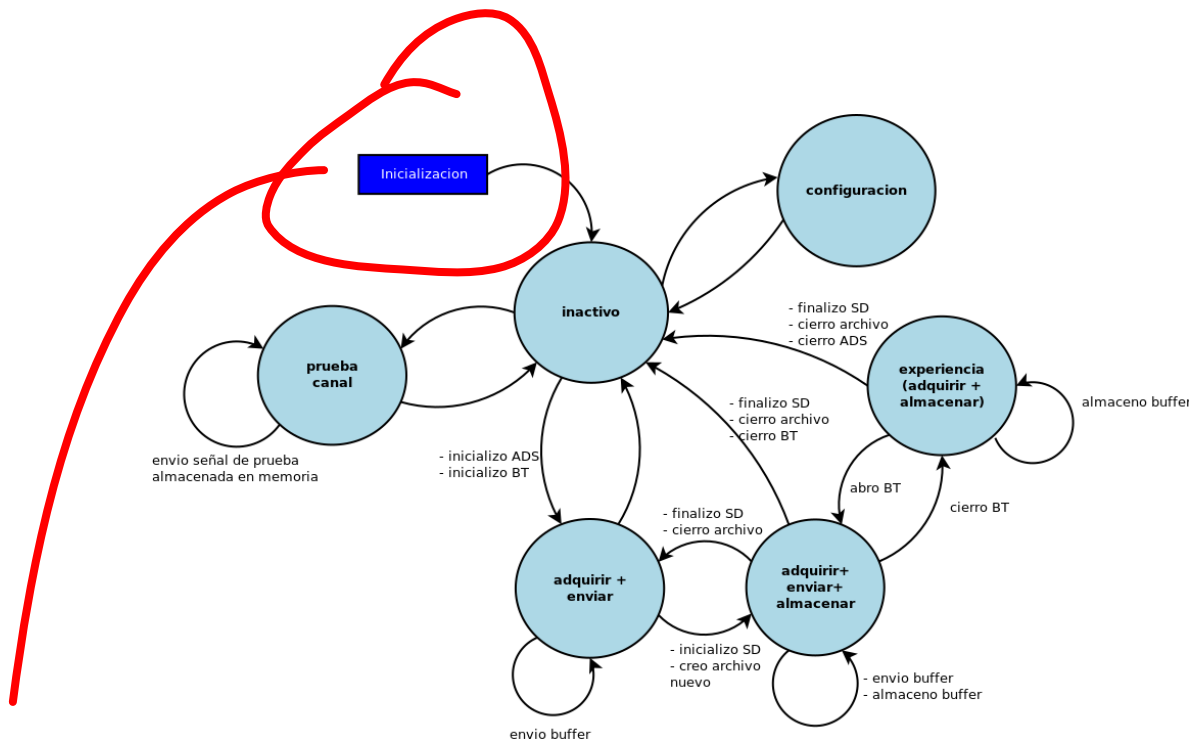 Inicializacion
configuracion
inactivo
- finalizo SD
- cierro archivo
- cierro ADS
prueba
canal
experiencia
(adquirir +
almacenar)
almaceno buffer
- finalizo SD
- cierro archivo
- cierro BT
envio señal de prueba
almacenada en memoria
- inicializo ADS
- inicializo BT
abro BT
cierro BT
- finalizo SD
- cierro archivo
adquirir +
enviar
adquirir+
enviar+
almacenar
- inicializo SD
- creo archivo
nuevo
- envio buffer
- almaceno buffer
envio buffer